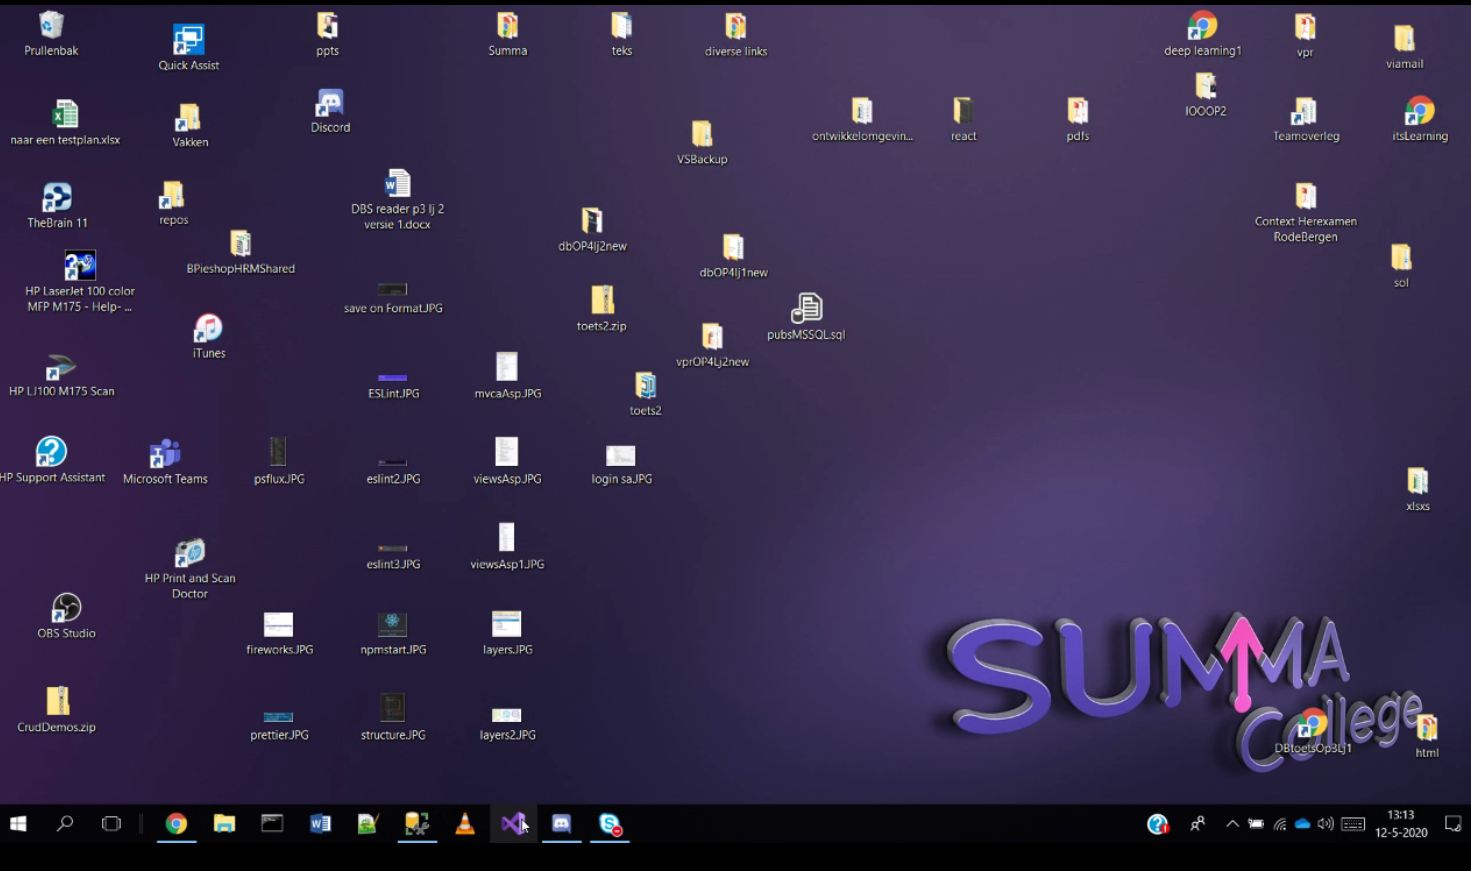 Prullenbak
Quick Assist
ppts
Summa
teks
diverse links
deep learning1
vpr
viamail
naar een testplan.xlsx
Vakken
Discord
VSBackup
ontwikkelomgevin...
react
pdfs
IOOOP2
Teamoverleg
itsLearning
TheBrain 11
repos
DBS reader p3 lj 2
versie 1.docx
dbOP4lj2new
dbOP4lj1new
Context Herexamen
RodeBergen
BPieshopHRMShared
HP LaserJet 100 color
MFP M175 - Help- ...
save on Format.JPG
toets2.zip
pubsMSSQL.sql
sol
iTunes
vprOP4Lj2new
HP LJ100 M175 Scan
ESLint.JPG
mvcaAsp.JPG
toets2
HP Support Assistant
Microsoft Teams
psflux.JPG
eslint2.JPG
viewsAsp.JPG
login sa.JPG
xlsxs
HP Print and Scan
Doctor
eslint3.JPG
viewsAsp1.JPG
OBS Studio
fireworks.JPG
npmstart.JPG
layers.JPG
SUMMA
College
CrudDemos.zip
prettier.JPG
structure.JPG
layers2.JPG
DBtoetsOp3Lj1
html
13:13
12-5-2020